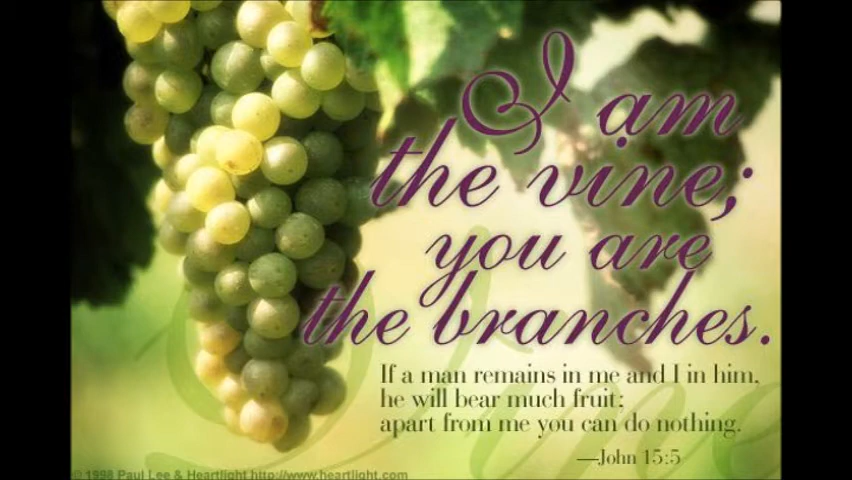 I am
the vine;
you are
the branches.
If a man remains in me and I in him,
he will bear much fruit;
apart from me you can do nothing.
—John 15:5
© 1998 Paul Lee & Heartlight http://www.heartlight.com